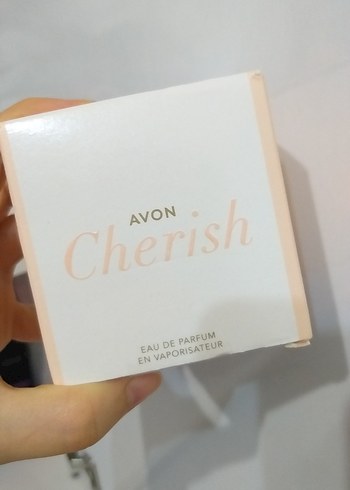 AVON
Cherish
EAU DE PARFUM
EN VAPORISATEUR